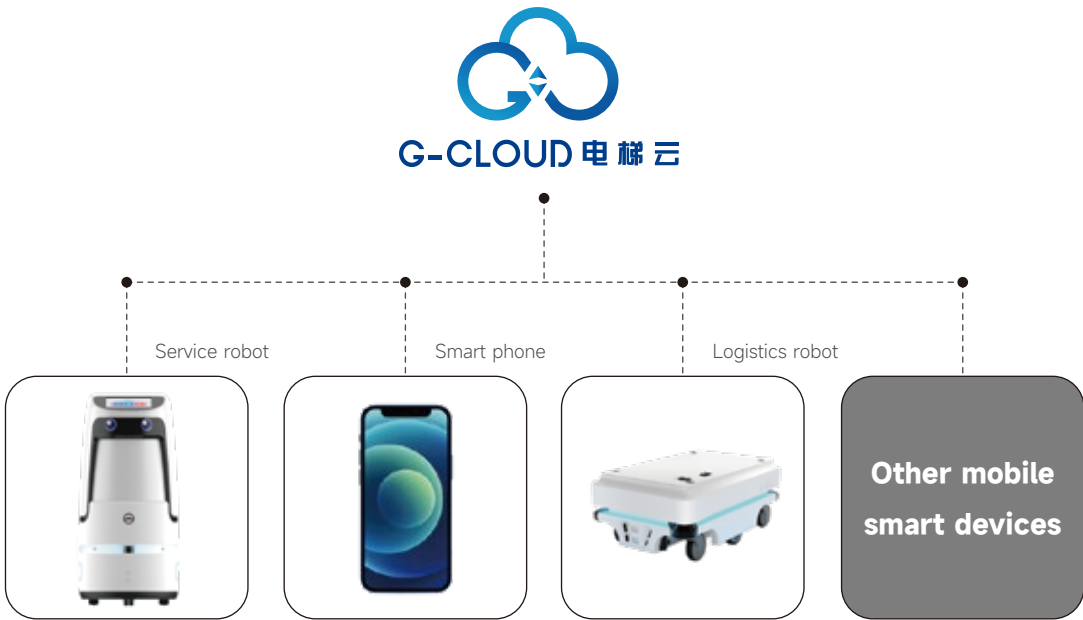 G-CLOUD 电梯云
Service robot
Smart phone
Logistics robot
Other mobile
smart devices